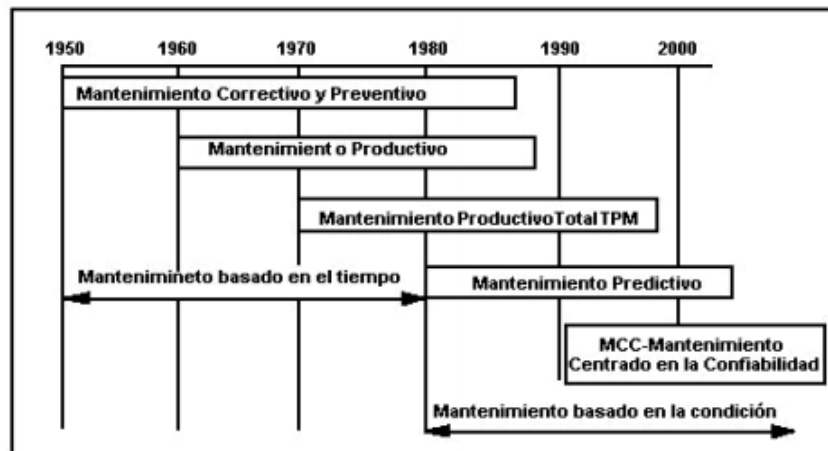 1950 1960 1970 1980 1990 2000
Mantenimiento Correctivo y Preventivo
Mantenimient o Productivo
Mantenimiento ProductivoTotal TPM
Mantenimineto basado en el tiempo
Mantenimiento Predictivo
MCC-Mantenimiento
Centrado en la Confiabilidad
Mantenimiento basado en la condición